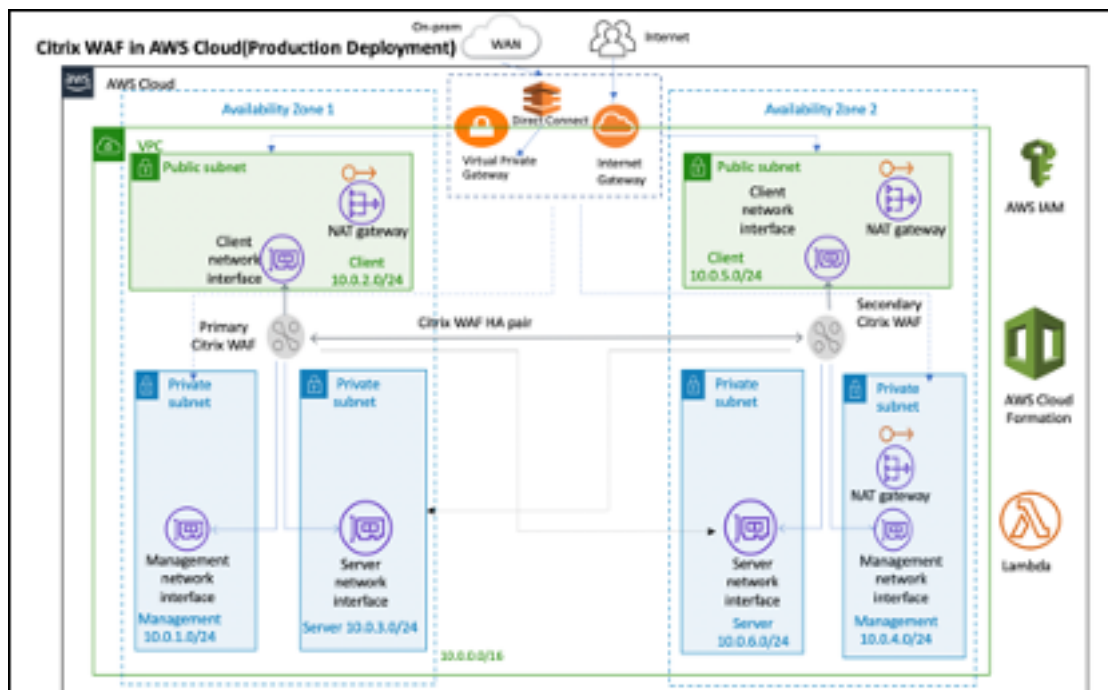 On-prem
WAN
Internet
Citrix WAF in AWS Cloud(Production Deployment)
aws
AWS Cloud
Availability Zone 1
Availability Zone 2
Direct Connect
VPC
Virtual Private
Gateway
Internet
Gateway
Public subnet
NAT gateway
Client
network
interface
Client
10.0.2.0/24
Public subnet
Client
network
interface
NAT gateway
Client
10.0.5.0/24
AWS IAM
Primary
Citrix WAF
Citrix WAF HA pair
Secondary
Citrix WAF
Private
subnet
Private
subnet
Private
subnet
Private
subnet
AWS Cloud
Formation
NAT gateway
Management
network
interface
Management
10.0.1.0/24
Server
network
interface
Server 10.0.3.0/24
Server
network
interface
Server
10.0.6.0/24
Management
network
interface
Management
10.0.4.0/24
Lambda
10.0.0.0/16